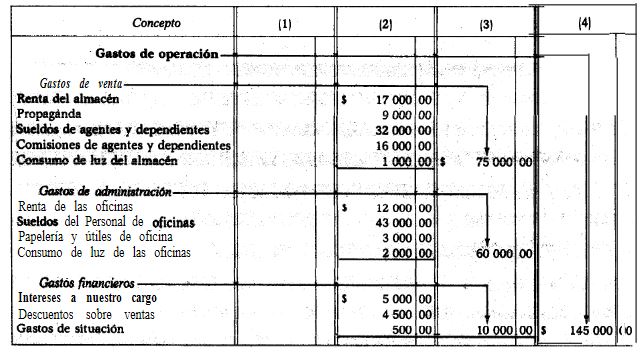 Concepto (1) (2) (3) (4)
Gastos de operación
Gastos de venta
Renta del almacén $ 17 000 00
Propaganda 9 000 00
Sueldos de agentes y dependientes 32 000 00
Comisiones de agentes y dependientes 16 000 00
Consumo de luz del almacén 1 000 00 $ 75 000 00
Gastos de administración
Renta de las oficinas $ 12 000 00
Sueldos del Personal de oficinas 43 000 00
Papelería y útiles de oficina 3 000 00
Consumo de luz de las oficinas 2 000 00 60 000 00
Gastos financieros
Intereses a nuestro cargo $ 5 000 00
Descuentos sobre ventas 4 500 00
Gastos de situación 500 00 10 000 00 $ 145 000 00